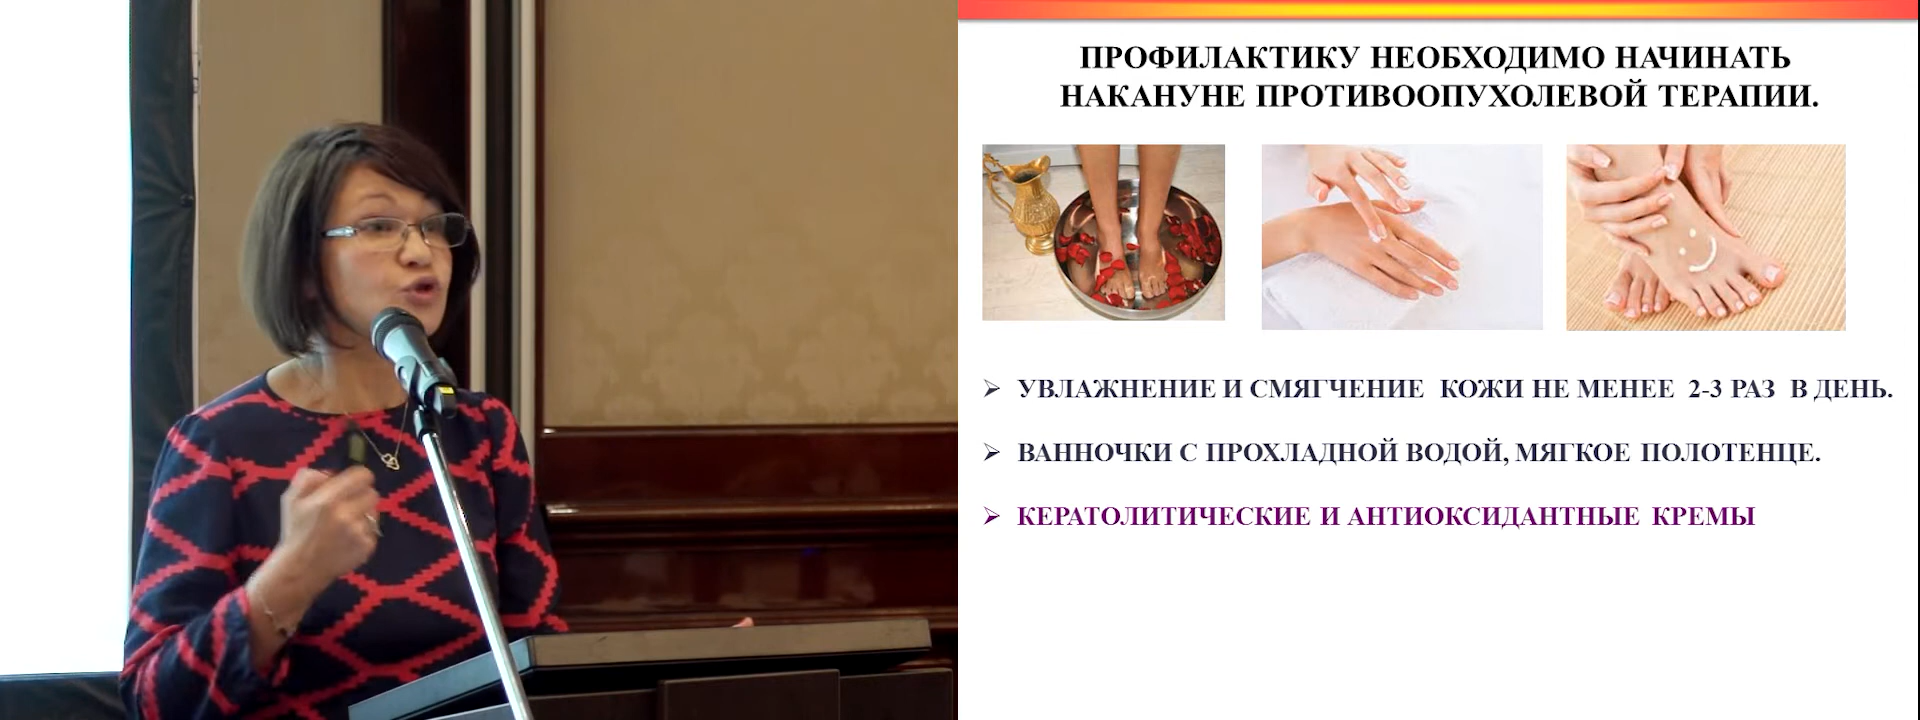 ПРОФИЛАКТИКУ НЕОБХОДИМО НАЧИНАТЬ
НАКАНУНЕ ПРОТИВООПУХОЛЕВОЙ ТЕРАПИИ.
УВЛАЖНЕНИЕ И СМЯГЧЕНИЕ КОЖИ НЕ МЕНЕЕ 2-3 РАЗ В ДЕНЬ.
ВАННОЧКИ С ПРОХЛАДНОЙ ВОДОЙ, МЯГКОЕ ПОЛОТЕНЦЕ.
КЕРАТОЛИТИЧЕСКИЕ И АНТИОКСИДАНТНЫЕ КРЕМЫ